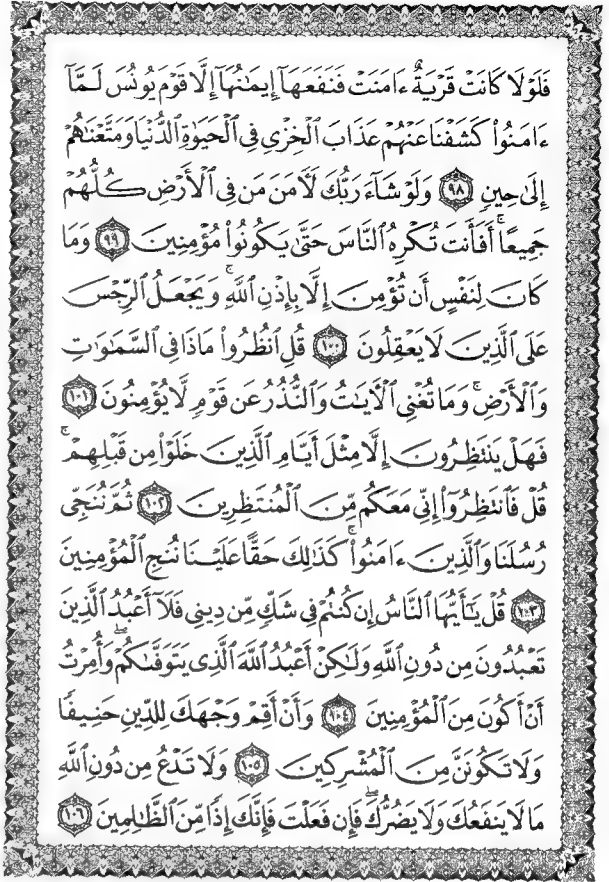 فَلَوْلَا كَانَتْ قَرْيَةٌ ءَامَنَتْ فَنَفَعَهَآ إِيمَـٰنُهَآ إِلَّا قَوْمَ يُونُسَ لَمَّآ
ءَامَنُوا۟ كَشَفْنَا عَنْهُمْ عَذَابَ ٱلْخِزْىِ فِى ٱلْحَيَوٰةِ ٱلدُّنْيَا وَمَتَّعْنَـٰهُمْ
إِلَىٰ حِينٍ ٩٨ وَلَوْ شَآءَ رَبُّكَ لَـَٔامَنَ مَن فِى ٱلْأَرْضِ كُلُّهُمْ
جَمِيعًا ۚ أَفَأَنتَ تُكْرِهُ ٱلنَّاسَ حَتَّىٰ يَكُونُوا۟ مُؤْمِنِينَ ٩٩ وَمَا
كَانَ لِنَفْسٍ أَن تُؤْمِنَ إِلَّا بِإِذْنِ ٱللَّهِ ۚ وَيَجْعَلُ ٱلرِّجْسَ
عَلَى ٱلَّذِينَ لَا يَعْقِلُونَ ١٠٠ قُلِ ٱنظُرُوا۟ مَاذَا فِى ٱلسَّمَـٰوَٰتِ
وَٱلْأَرْضِ ۚ وَمَا تُغْنِى ٱلْـَٔايَـٰتُ وَٱلنُّذُرُ عَن قَوْمٍ لَّا يُؤْمِنُونَ ١٠١
فَهَلْ يَنتَظِرُونَ إِلَّا مِثْلَ أَيَّامِ ٱلَّذِينَ خَلَوْا۟ مِن قَبْلِهِمْ ۚ
قُلْ فَٱنتَظِرُوٓا۟ إِنِّى مَعَكُم مِّنَ ٱلْمُنتَظِرِينَ ١٠٢ ثُمَّ نُنَجِّى
رُسُلَنَا وَٱلَّذِينَ ءَامَنُوا۟ ۚ كَذَٰلِكَ حَقًّا عَلَيْنَا نُنجِ ٱلْمُؤْمِنِينَ
١٠٣ قُلْ يَـٰٓأَيُّهَا ٱلنَّاسُ إِن كُنتُمْ فِى شَكٍّ مِّن دِينِى فَلَآ أَعْبُدُ ٱلَّذِينَ
تَعْبُدُونَ مِن دُونِ ٱللَّهِ وَلَـٰكِنْ أَعْبُدُ ٱللَّهَ ٱلَّذِى يَتَوَفَّىٰكُمْ ۖ وَأُمِرْتُ
أَنْ أَكُونَ مِنَ ٱلْمُؤْمِنِينَ ١٠٤ وَأَنْ أَقِمْ وَجْهَكَ لِلدِّينِ حَنِيفًا
وَلَا تَكُونَنَّ مِنَ ٱلْمُشْرِكِينَ ١٠٥ وَلَا تَدْعُ مِن دُونِ ٱللَّهِ
مَا لَا يَنفَعُكَ وَلَا يَضُرُّكَ ۖ فَإِن فَعَلْتَ فَإِنَّكَ إِذًا مِّنَ ٱلظَّـٰلِمِينَ ١٠٦